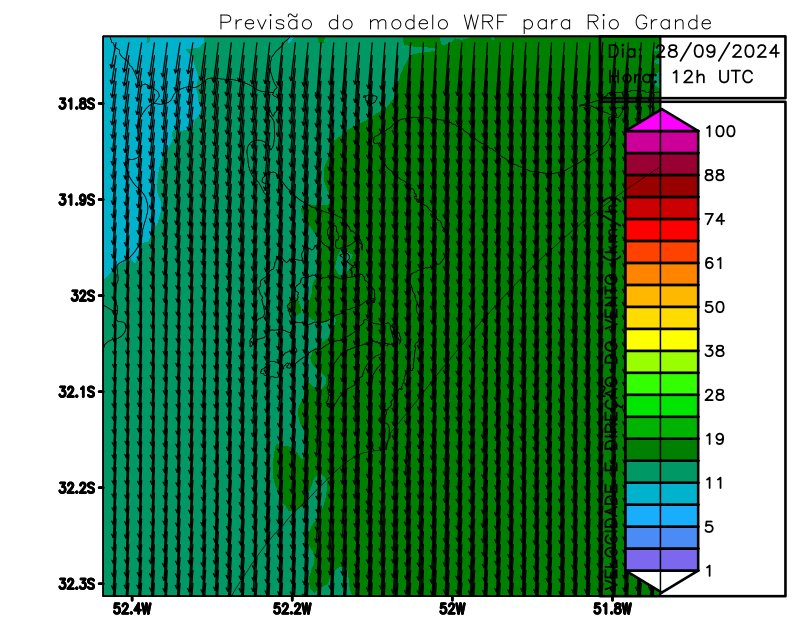 Previsão do modelo WRF para Rio Grande
Dia: 28/09/2024
Hora: 12h UTC
31.8S
31.9S
32S
32.1S
32.2S
32.3S
52.4W
52.2W
52W
51.8W
VELOCIDADE E DIREÇÃO DO VENTO (km/h)
100
88
74
61
50
38
28
19
11
5
1